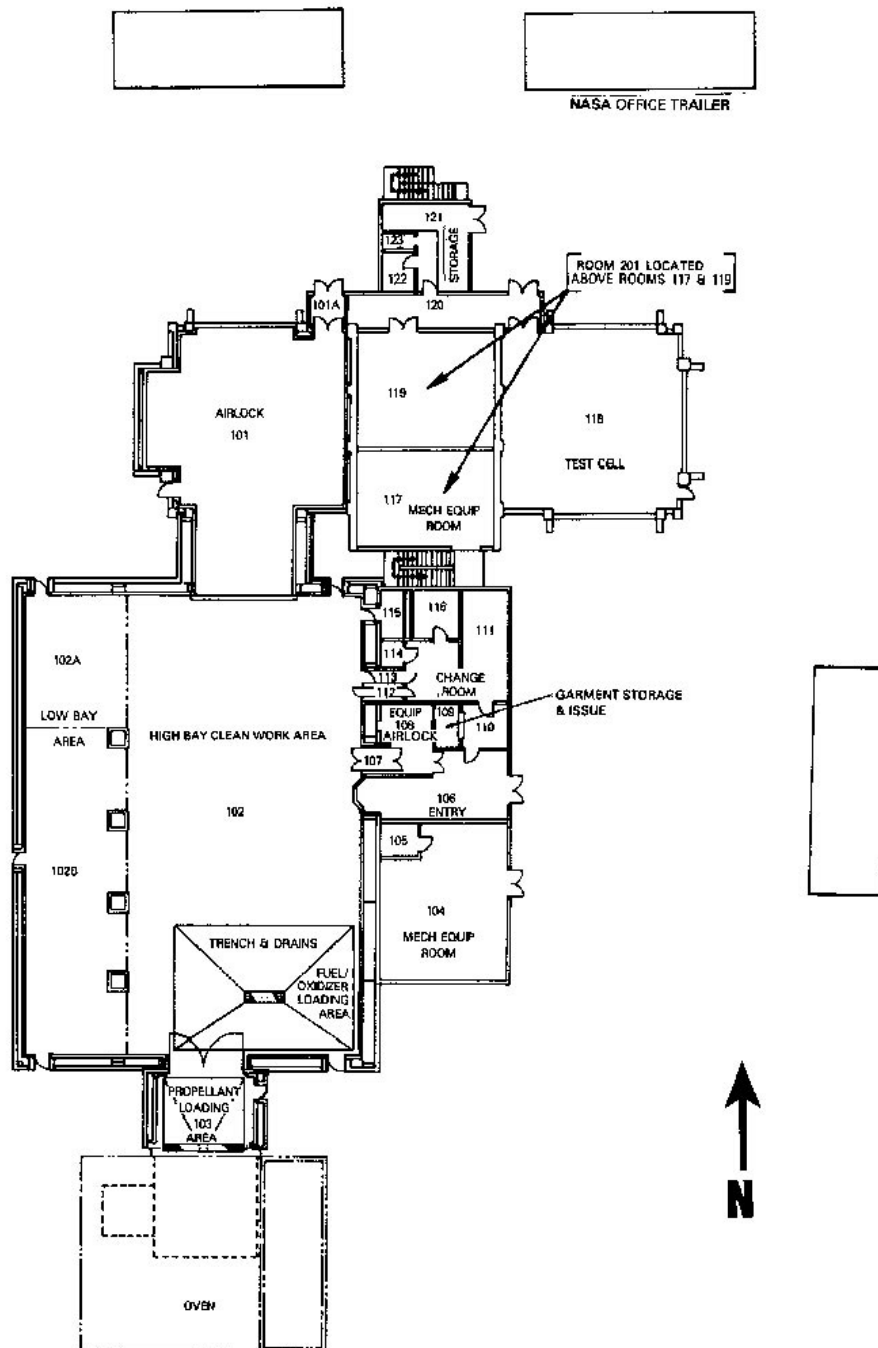 NASA OFFICE TRAILER
121
123
STORAGE
122
ROOM 201 LOCATED
ABOVE ROOMS 117 & 119
101A
120
119
AIRLOCK
101
118
TEST CELL
117
MECH EQUIP
ROOM
115
116
111
102A
114
113
CHANGE
ROOM
112
GARMENT STORAGE
& ISSUE
LOW BAY
AREA
HIGH BAY CLEAN WORK AREA
EQUIP
109
108
AIRLOCK
110
107
106
ENTRY
102
105
102B
104
MECH EQUIP
ROOM
TRENCH & DRAINS
FUEL/
OXIDIZER
LOADING
AREA
PROPELLANT
LOADING
103
AREA
N
OVEN